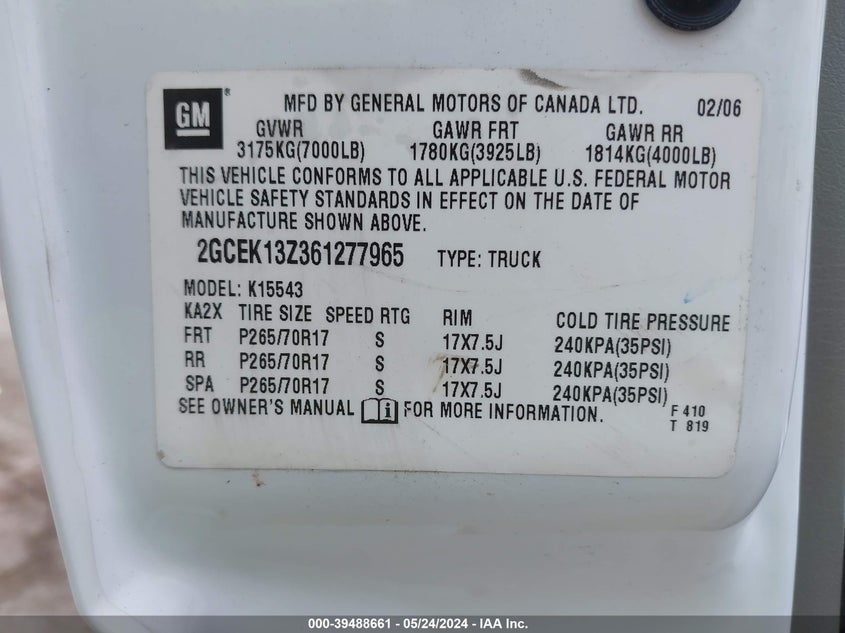 GM® MFD BY GENERAL MOTORS OF CANADA LTD. 02/06
GVWR GAWR FRT GAWR RR
3175KG(7000LB) 1780KG(3925LB) 1814KG(4000LB)
THIS VEHICLE CONFORMS TO ALL APPLICABLE U.S. FEDERAL MOTOR
VEHICLE SAFETY STANDARDS IN EFFECT ON THE DATE OF
MANUFACTURE SHOWN ABOVE.
2GCEK13Z361277965 TYPE: TRUCK
MODEL: K15543
KA2X TIRE SIZE SPEED RTG RIM COLD TIRE PRESSURE
FRT P265/70R17 S 17X7.5J 240KPA(35PSI)
RR P265/70R17 S 17X7.5J 240KPA(35PSI)
SPA P265/70R17 S 17X7.5J 240KPA(35PSI)
SEE OWNER'S MANUAL i FOR MORE INFORMATION.
F 410
T 819
000-39488661 - 05/24/2024 - IAA Inc.